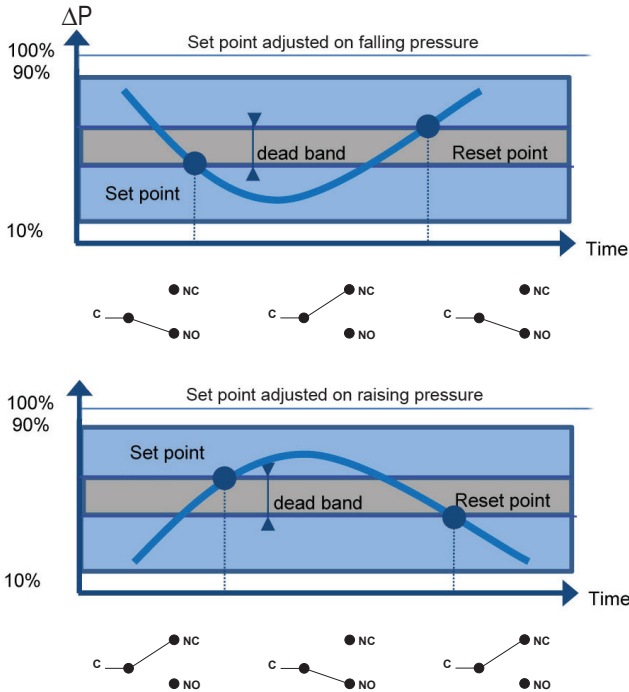 ΔP
Set point adjusted on falling pressure
100%
90%
dead band
Reset point
Set point
10%
Time
NC
C
NO
NC
C
NO
NC
C
NO
Set point adjusted on raising pressure
100%
90%
Set point
dead band
Reset point
10%
Time
NC
C
NO
NC
C
NO
NC
C
NO